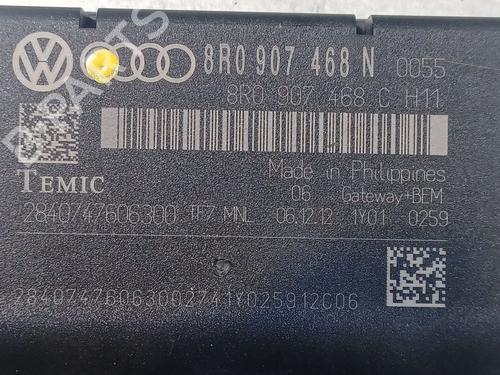 8R0 907 468 N 0055
8R0 907 468 C H11
Made in Philippines
TEMIC
06 Gateway+BEM
2840747606300 TF7 MNL 06.12.12 1Y01 0259
28407476063002741Y025912C06